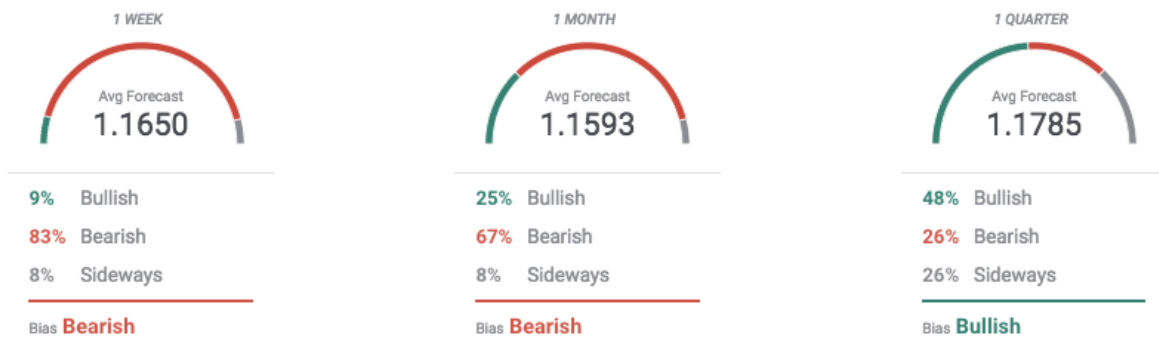 1 WEEK
Avg Forecast
1.1650
9% Bullish
83% Bearish
8% Sideways
Bias Bearish
1 MONTH
Avg Forecast
1.1593
25% Bullish
67% Bearish
8% Sideways
Bias Bearish
1 QUARTER
Avg Forecast
1.1785
48% Bullish
26% Bearish
26% Sideways
Bias Bullish